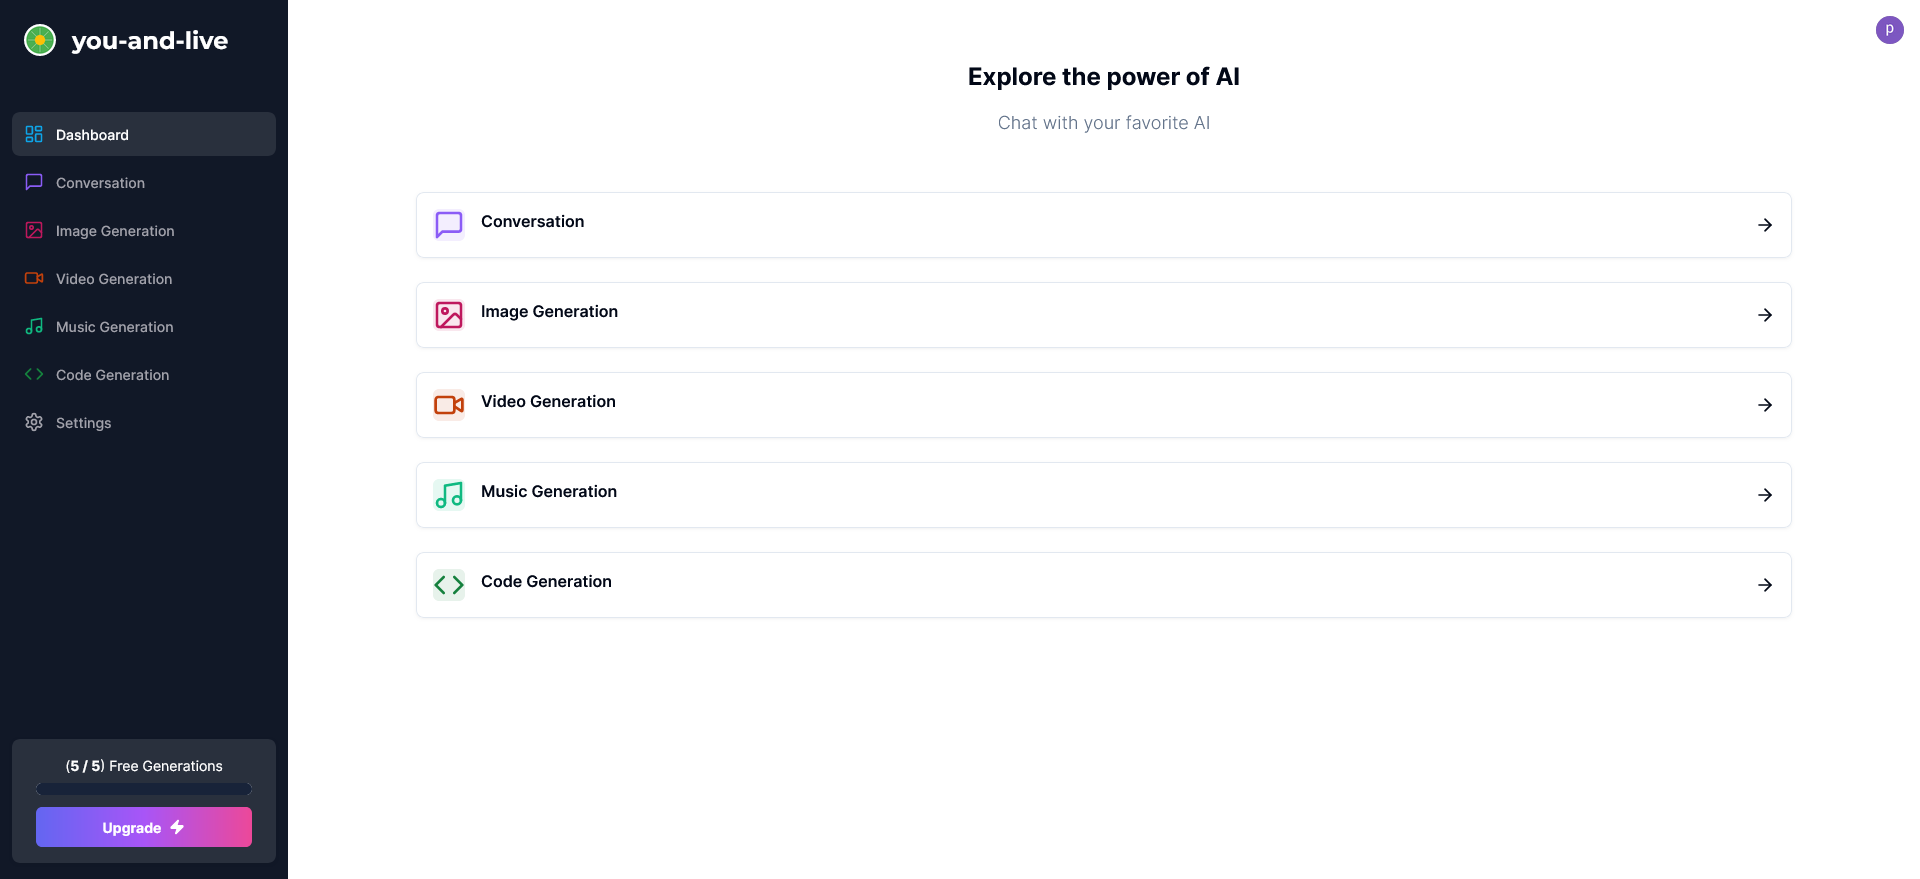 you-and-live
Dashboard
Conversation
Image Generation
Video Generation
Music Generation
Code Generation
Settings
(5 / 5) Free Generations
Upgrade
p
Explore the power of AI
Chat with your favorite AI
Conversation
Image Generation
Video Generation
Music Generation
Code Generation